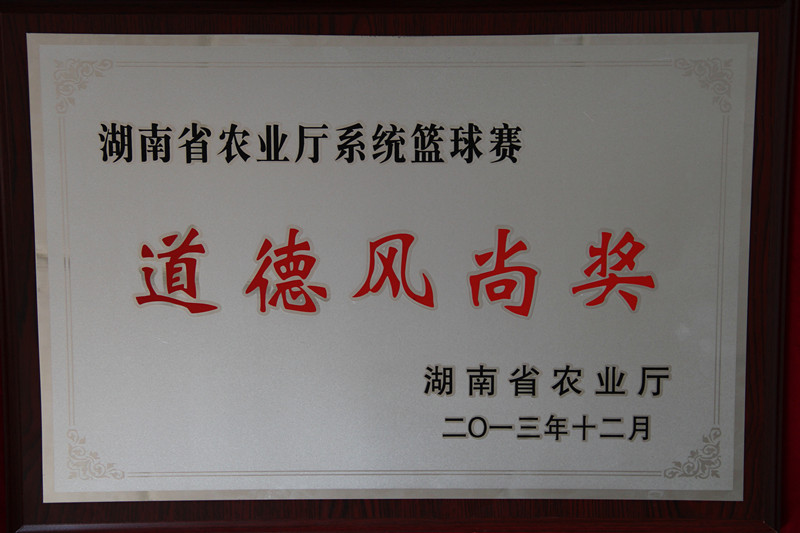 湖南省农业厅系统篮球赛
道德风尚奖
湖南省农业厅
二〇一三年十二月